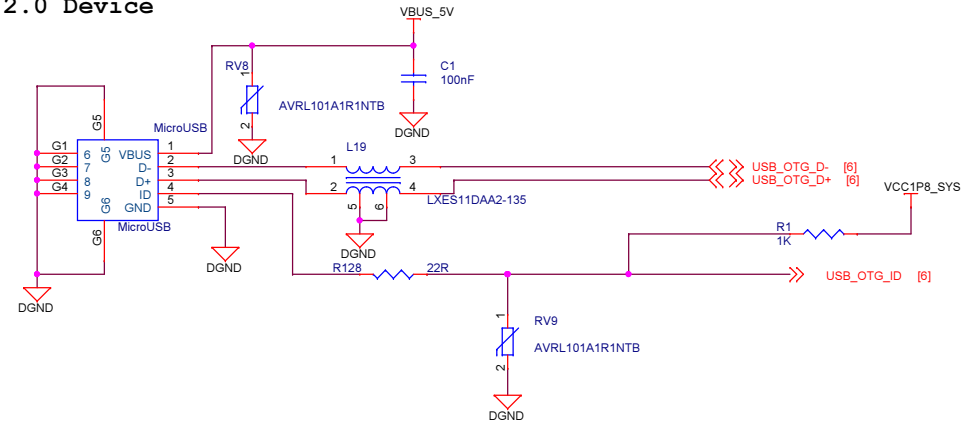 2.0 Device
VBUS_5V
RV8
1
2
AVRL101A1R1NTB
DGND
C1
100nF
DGND
MicroUSB
G5
G5
G1
G2
G3
G4
6
7
8
9
VBUS
D-
D+
ID
GND
1
2
3
4
5
G6
G6
MicroUSB
DGND
DGND
L19
1
3
2
4
5
6
LXES11DAA2-135
DGND
USB_OTG_D- [6]
USB_OTG_D+ [6]
VCC1P8_SYS
R1
1K
R128
22R
USB_OTG_ID [6]
1
2
RV9
AVRL101A1R1NTB
DGND